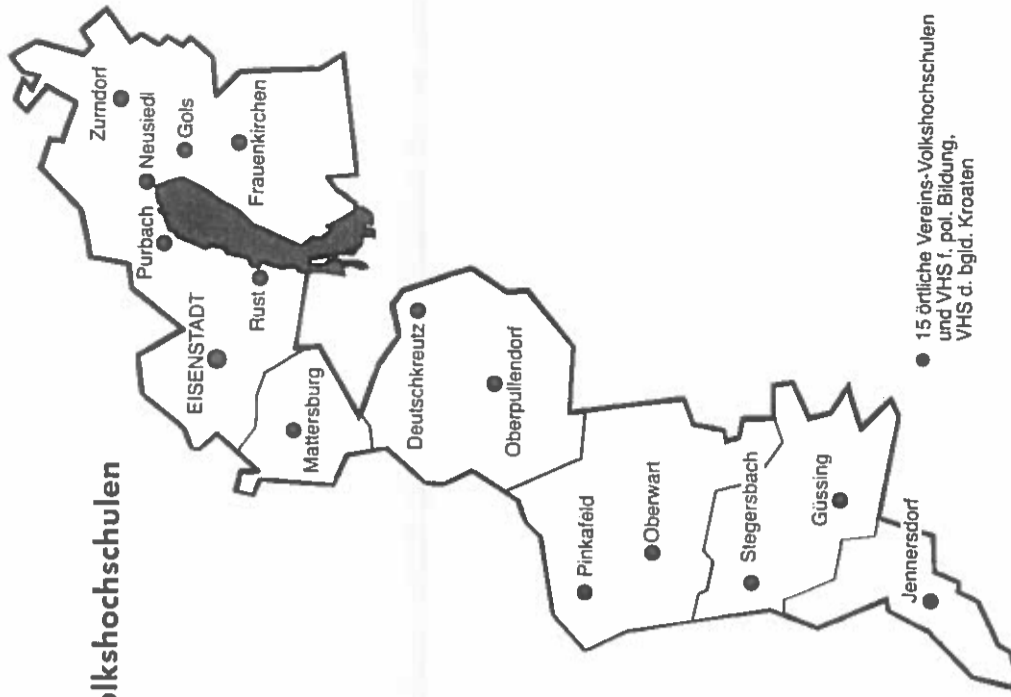 olkshochschulen
Zurndorf
Neusiedl
Gols
Purbach
Frauenkirchen
EISENSTADT
Rust
Mattersburg
Deutschkreutz
Oberpullendorf
Pinkafeld
Oberwart
Stegersbach
Güssing
Jennersdorf
15 örtliche Vereins-Volkshochschulen
und VHS f. pol. Bildung,
VHS d. bgld. Kroaten